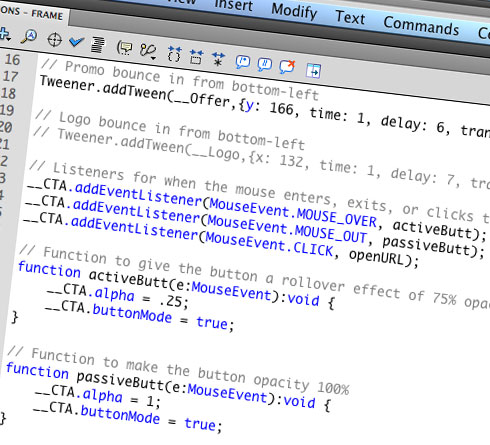 Insert Modify Text Commands
ONS – FRAME
16 // Promo bounce in from bottom-left
17 Tweener.addTween(__Offer,{y: 166, time: 1, delay: 6, tran
18
19 // Logo bounce in from bottom-left
20 // Tweener.addTween(__Logo,{x: 132, time: 1, delay: 7, tra
21
2
3 // Listeners for when the mouse enters, exits, or clicks t
4 __CTA.addEventListener(MouseEvent.MOUSE_OVER, activeButt);
__CTA.addEventListener(MouseEvent.MOUSE_OUT, passiveButt);
__CTA.addEventListener(MouseEvent.CLICK, openURL);
// Function to give the button a rollover effect of 75% opac
function activeButt(e:MouseEvent):void {
__CTA.alpha = .25;
__CTA.buttonMode = true;
}
// Function to make the button opacity 100%
function passiveButt(e:MouseEvent):void {
__CTA.alpha = 1;
__CTA.buttonMode = true;
}